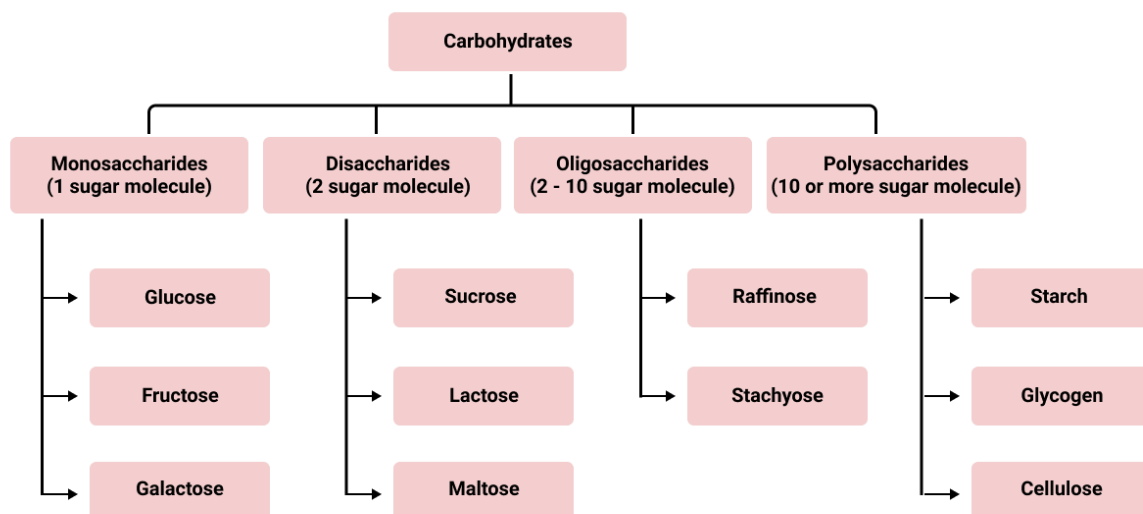 Carbohydrates
Monosaccharides
(1 sugar molecule)
Disaccharides
(2 sugar molecule)
Oligosaccharides
(2 - 10 sugar molecule)
Polysaccharides
(10 or more sugar molecule)
Glucose
Sucrose
Raffinose
Starch
Fructose
Lactose
Stachyose
Glycogen
Galactose
Maltose
Cellulose